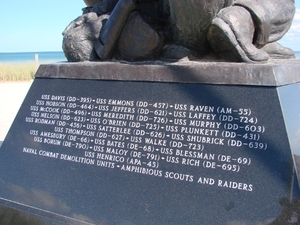 USS DAVIS (DD-395) • USS EMMONS (DD-457) • USS RAVEN (AM-55)
USS HOBSON (DD-464) • USS JEFFERS (DD-621) • USS LAFFEY (DD-724)
USS McCOOK (DD-496) • USS MEREDITH (DD-726) • USS MURPHY (DD-603)
USS NELSON (DD-623) • USS O'BRIEN (DD-725) • USS PLUNKETT (DD-431)
USS RODMAN (DD-456) • USS SATTERLEE (DD-626) • USS SHUBRICK (DD-639)
USS THOMPSON (DD-627) • USS WALKE (DD-723)
USS AMESBURY (DE-66) • USS BATES (DE-68) • USS BLESSMAN (DE-69)
USS BORUM (DE-790) • USS MALOY (DE-791) • USS RICH (DE-695)
USS HENRICO (APA-45)
NAVAL COMBAT DEMOLITION UNITS • AMPHIBIOUS SCOUTS AND RAIDERS